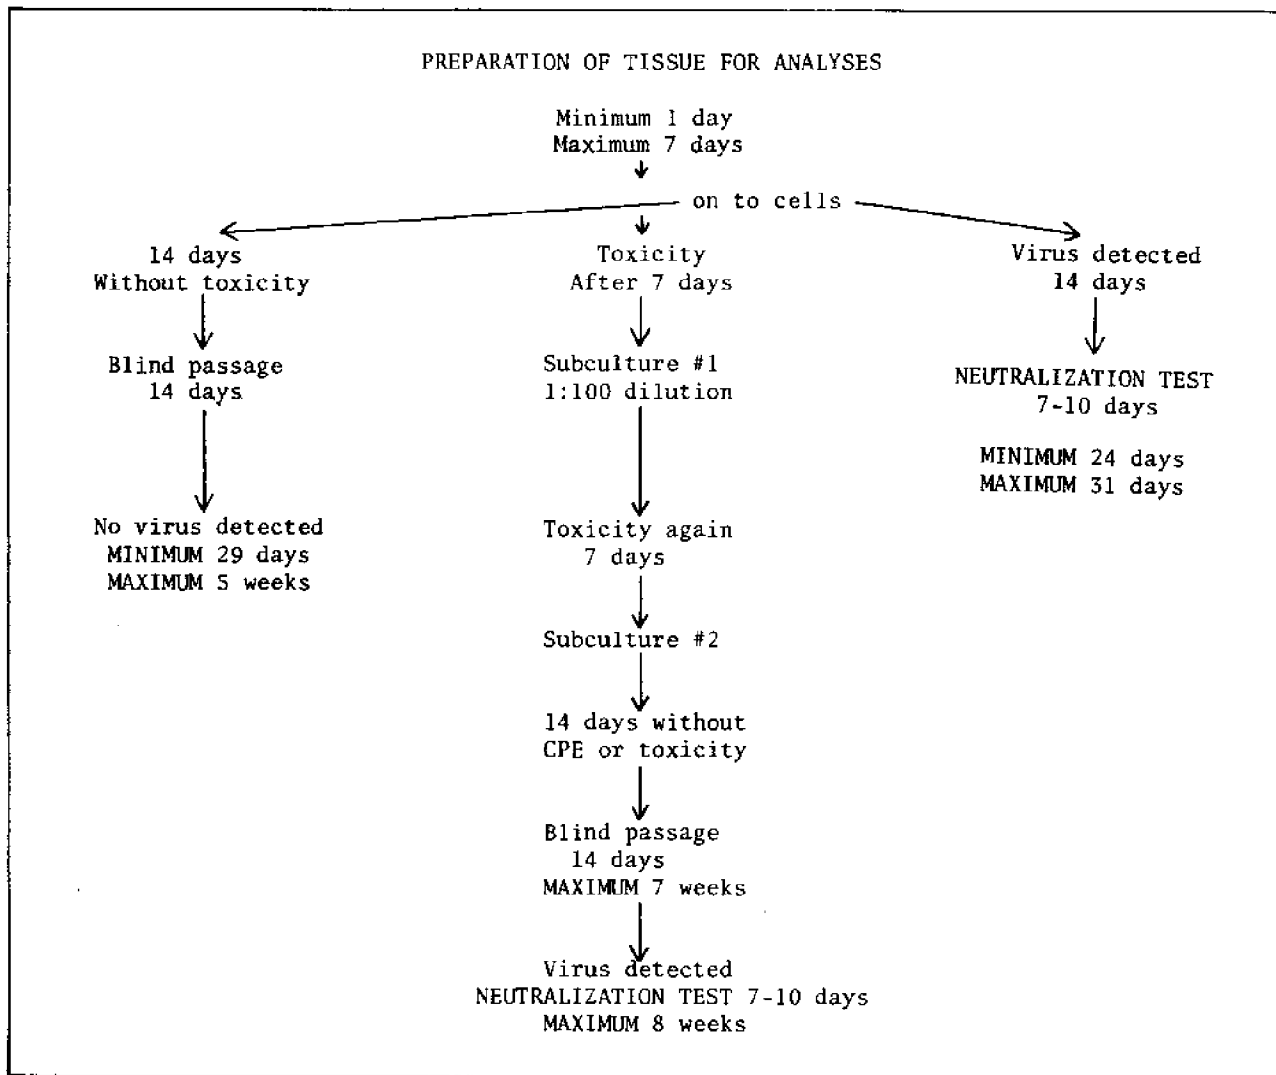 PREPARATION OF TISSUE FOR ANALYSES
Minimum 1 day
Maximum 7 days
on to cells
14 days
Without toxicity
Blind passage
14 days
No virus detected
MINIMUM 29 days
MAXIMUM 5 weeks
Toxicity
After 7 days
Subculture #1
1:100 dilution
Toxicity again
7 days
Subculture #2
14 days without
CPE or toxicity
Blind passage
14 days
MAXIMUM 7 weeks
Virus detected
NEUTRALIZATION TEST 7-10 days
MAXIMUM 8 weeks
Virus detected
14 days
NEUTRALIZATION TEST
7-10 days
MINIMUM 24 days
MAXIMUM 31 days